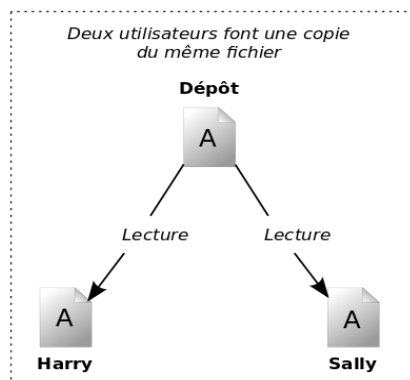 Deux utilisateurs font une copie
du même fichier
Dépôt
A
Lecture
Lecture
A
A
Harry
Sally